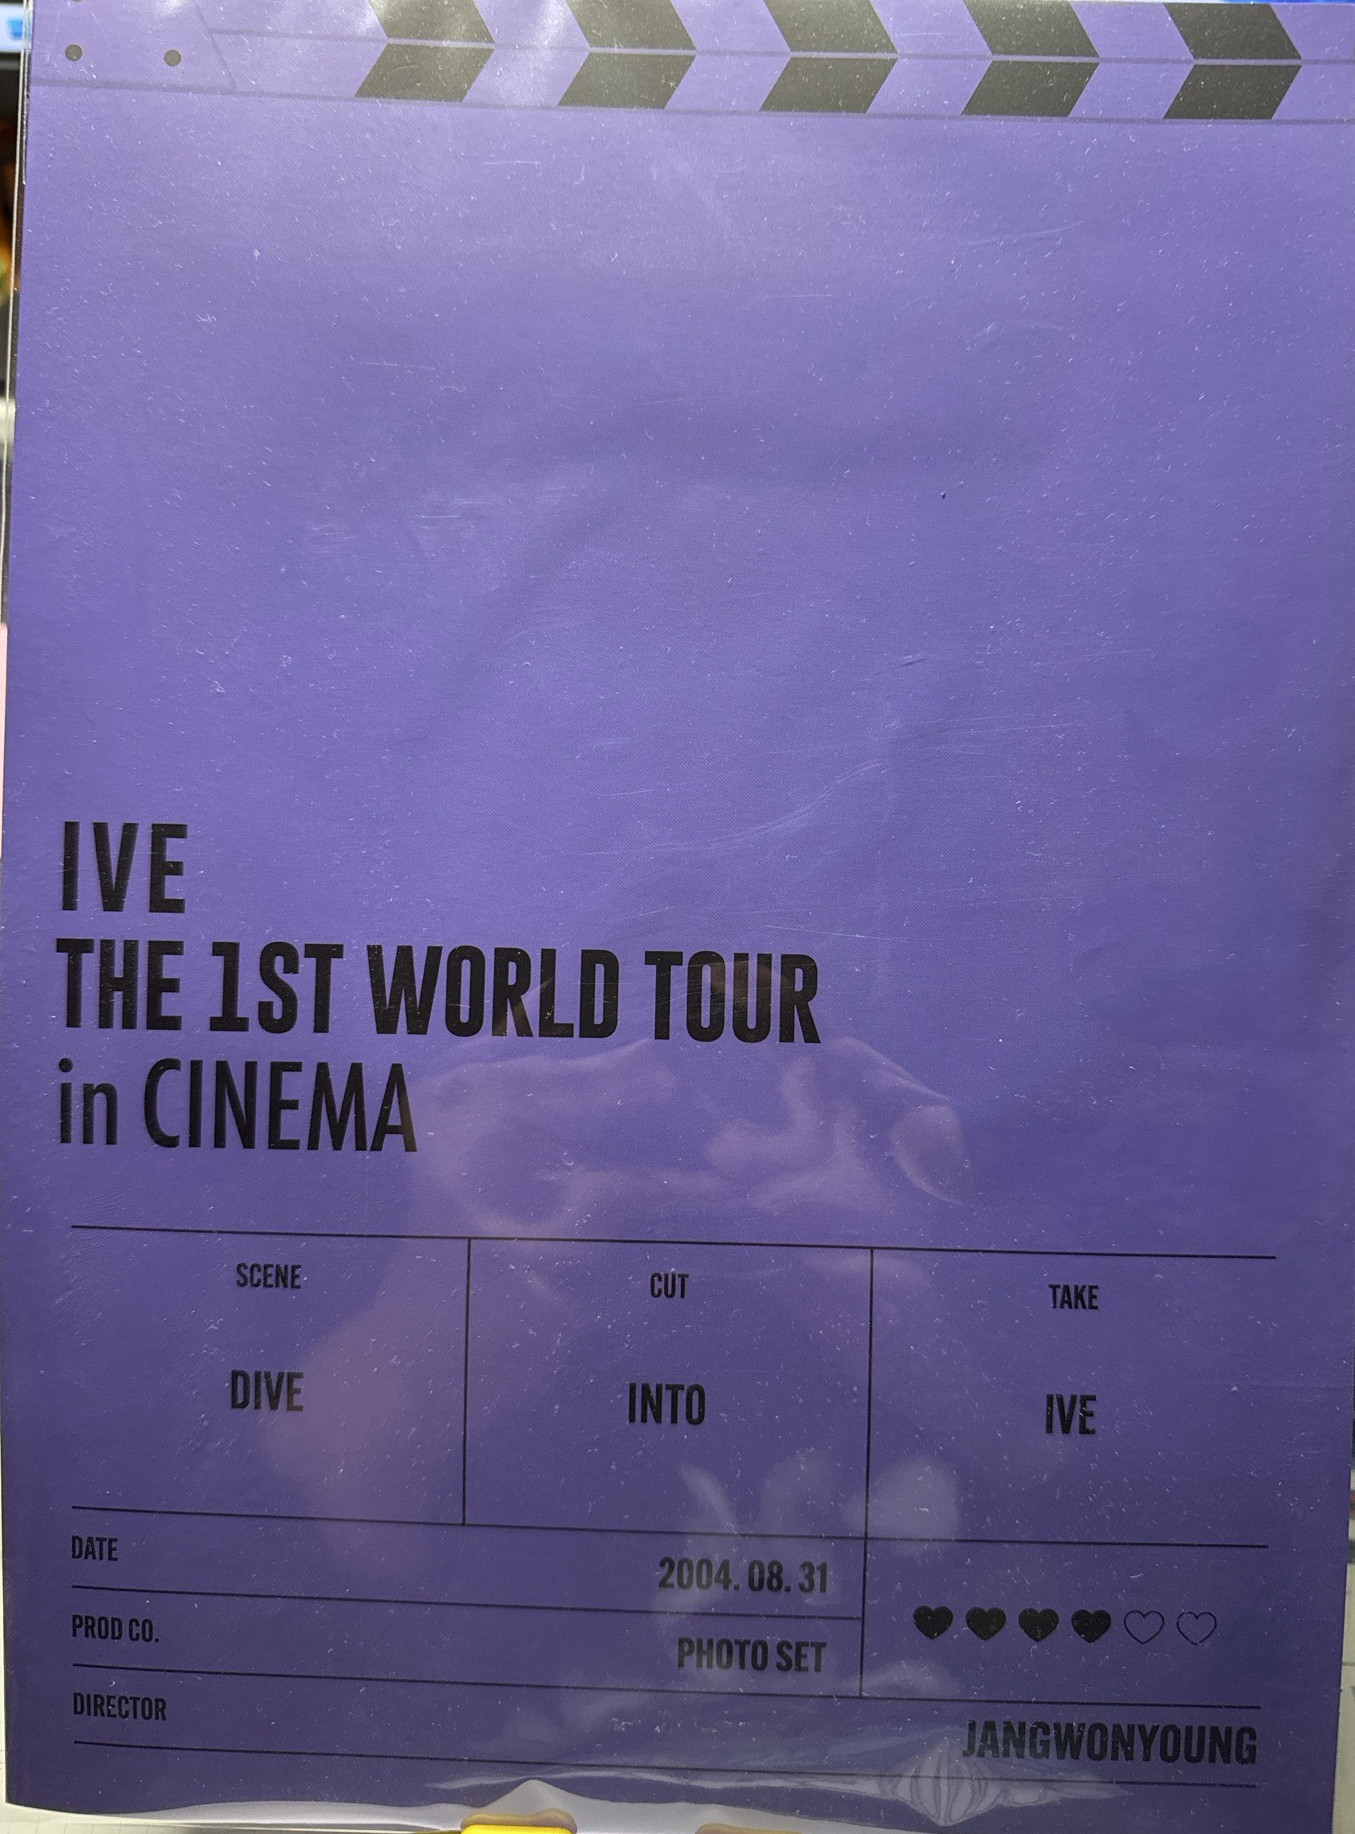 IVE
THE 1ST WORLD TOUR
in CINEMA
SCENE
CUT
TAKE
DIVE
INTO
IVE
DATE
2004. 08. 31
PROD CO.
PHOTO SET
DIRECTOR
JANGWONYOUNG